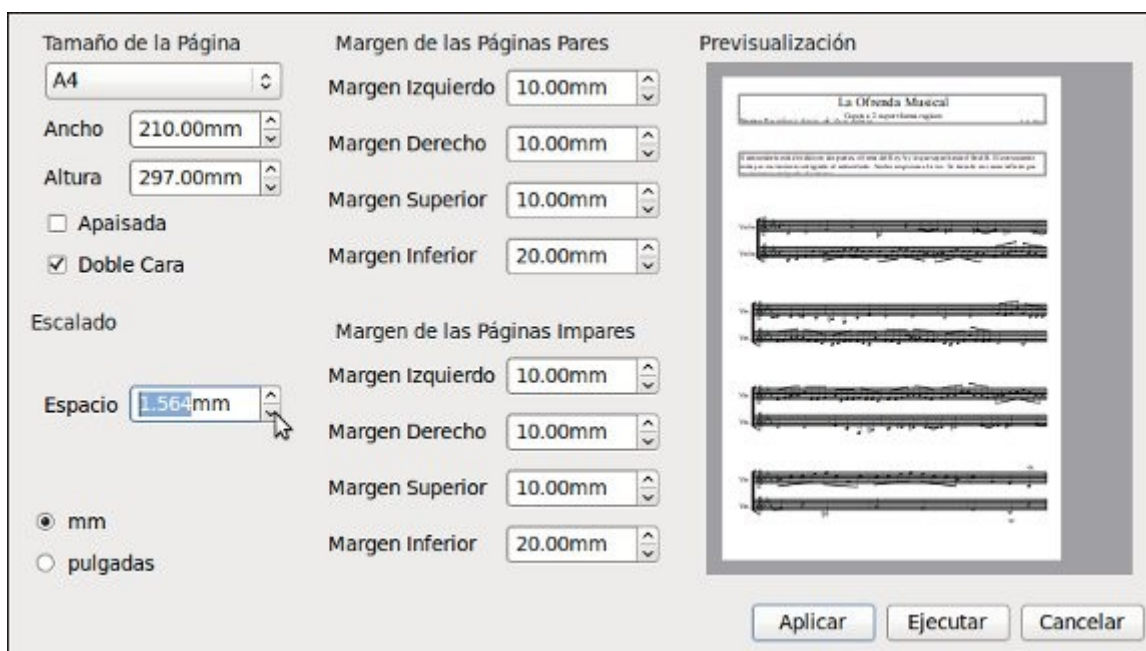 Tamaño de la Página
A4
Ancho 210.00mm
Altura 297.00mm
Apaisada
Doble Cara
Escalado
Espacio 1.564mm
mm
pulgadas
Margen de las Páginas Pares
Margen Izquierdo 10.00mm
Margen Derecho 10.00mm
Margen Superior 10.00mm
Margen Inferior 20.00mm
Margen de las Páginas Impares
Margen Izquierdo 10.00mm
Margen Derecho 10.00mm
Margen Superior 10.00mm
Margen Inferior 20.00mm
Previsualización
La Ofrenda Musical
Aplicar Ejecutar Cancelar